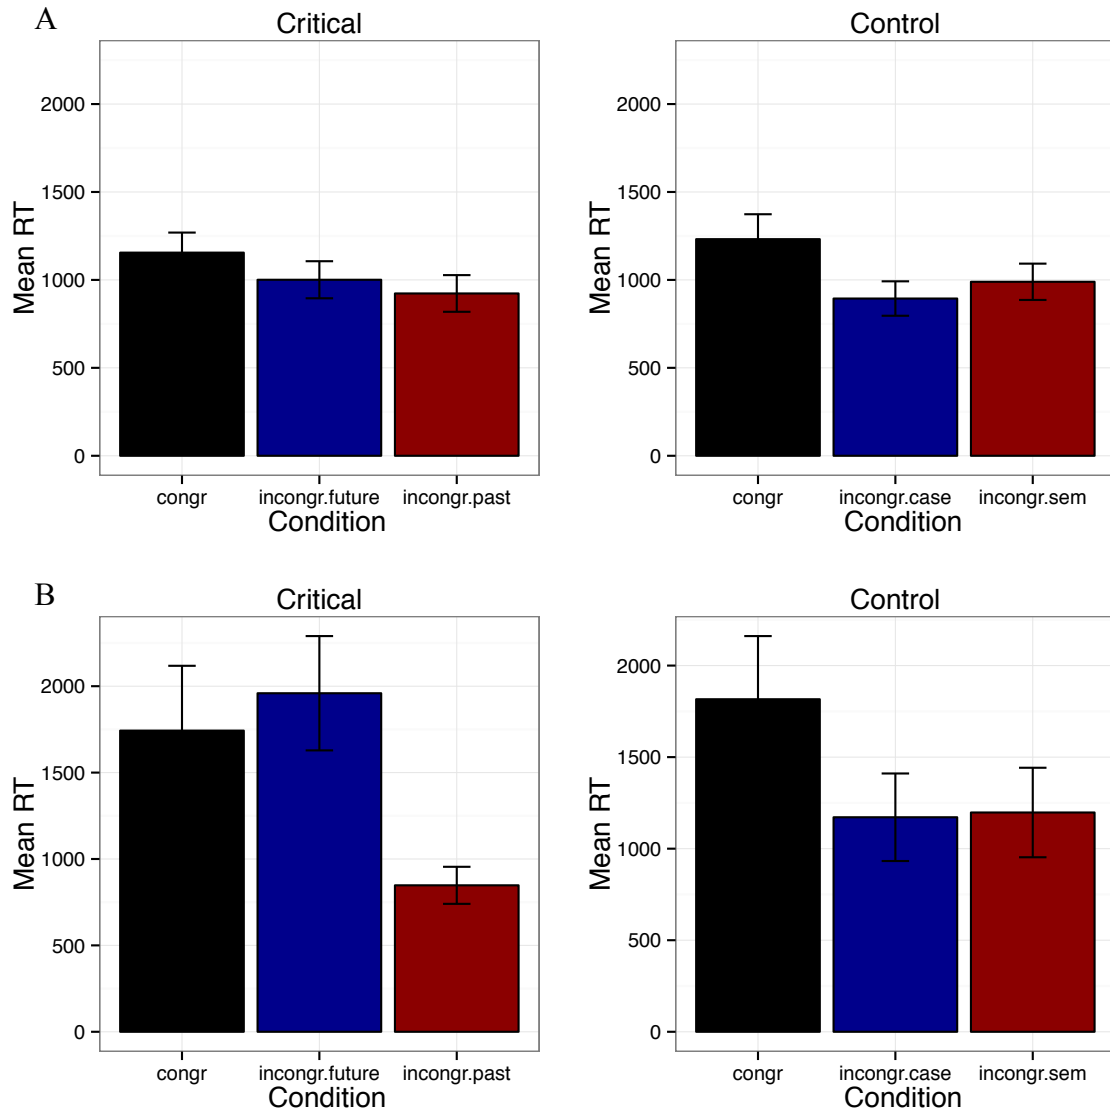 A
Critical
Mean RT
2000
1500
1000
500
0
congr incongr.future incongr.past
Condition
Control
Mean RT
2000
1500
1000
500
0
congr incongr.case incongr.sem
Condition
B
Critical
Mean RT
2000
1500
1000
500
0
congr incongr.future incongr.past
Condition
Control
Mean RT
2000
1500
1000
500
0
congr incongr.case incongr.sem
Condition